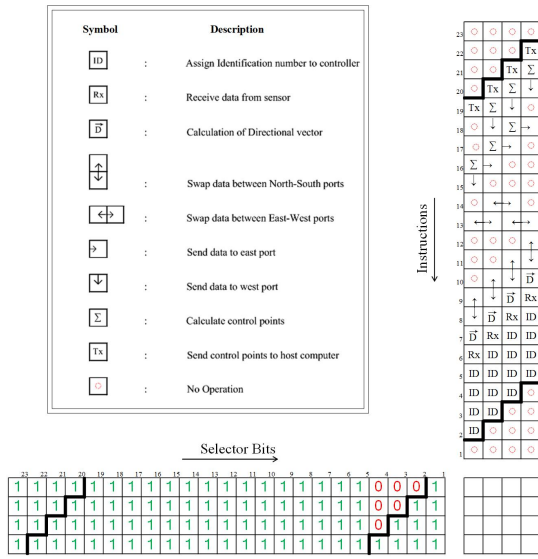 Symbol Description
ID : Assign Identification number to controller
Rx : Receive data from sensor
D : Calculation of Directional vector
: Swap data between North-South ports
: Swap data between East-West ports
: Send data to east port
: Send data to west port
Σ : Calculate control points
Tx : Send control points to host computer
: No Operation
Instructions
23
22 Tx
21 Tx Σ
20 Tx Σ
19 Tx Σ
18 Σ
17 Σ
16 Σ
15
14
13
12
11
10
9 D Rx
8 D Rx ID
7 D Rx ID ID
6 Rx ID ID ID
5 ID ID ID ID
4 ID ID ID
3 ID ID
2 ID
1
Selector Bits
23 22 21 20 19 18 17 16 15 14 13 12 11 10 9 8 7 6 5 4 3 2 1
1 1 1 1 1 1 1 1 1 1 1 1 1 1 1 1 1 1 1 0 0 0 1
1 1 1 1 1 1 1 1 1 1 1 1 1 1 1 1 1 1 1 0 0 1 1
1 1 1 1 1 1 1 1 1 1 1 1 1 1 1 1 1 1 1 0 1 1 1
1 1 1 1 1 1 1 1 1 1 1 1 1 1 1 1 1 1 1 1 1 1 1